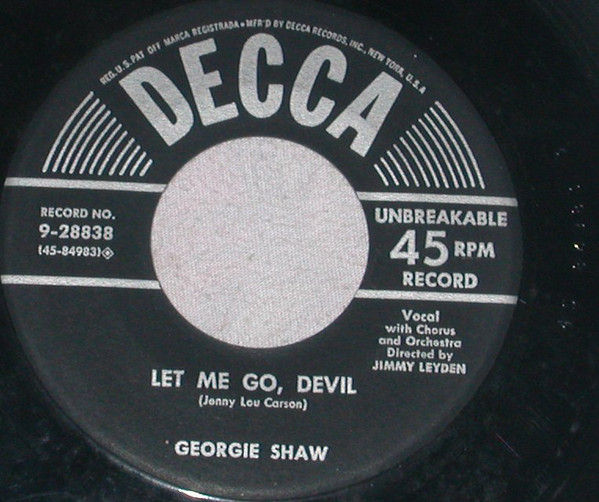 REG. U.S. PAT OFF MARCA REGISTRADA • MF'R'D BY DECCA RECORDS, INC., NEW YORK, U.S.A.
DECCA
RECORD NO.
9-28838
(45-84983)
UNBREAKABLE
45 RPM
RECORD
Vocal
with Chorus
and Orchestra
Directed by
JIMMY LEYDEN
LET ME GO, DEVIL
(Jenny Lou Carson)
GEORGIE SHAW